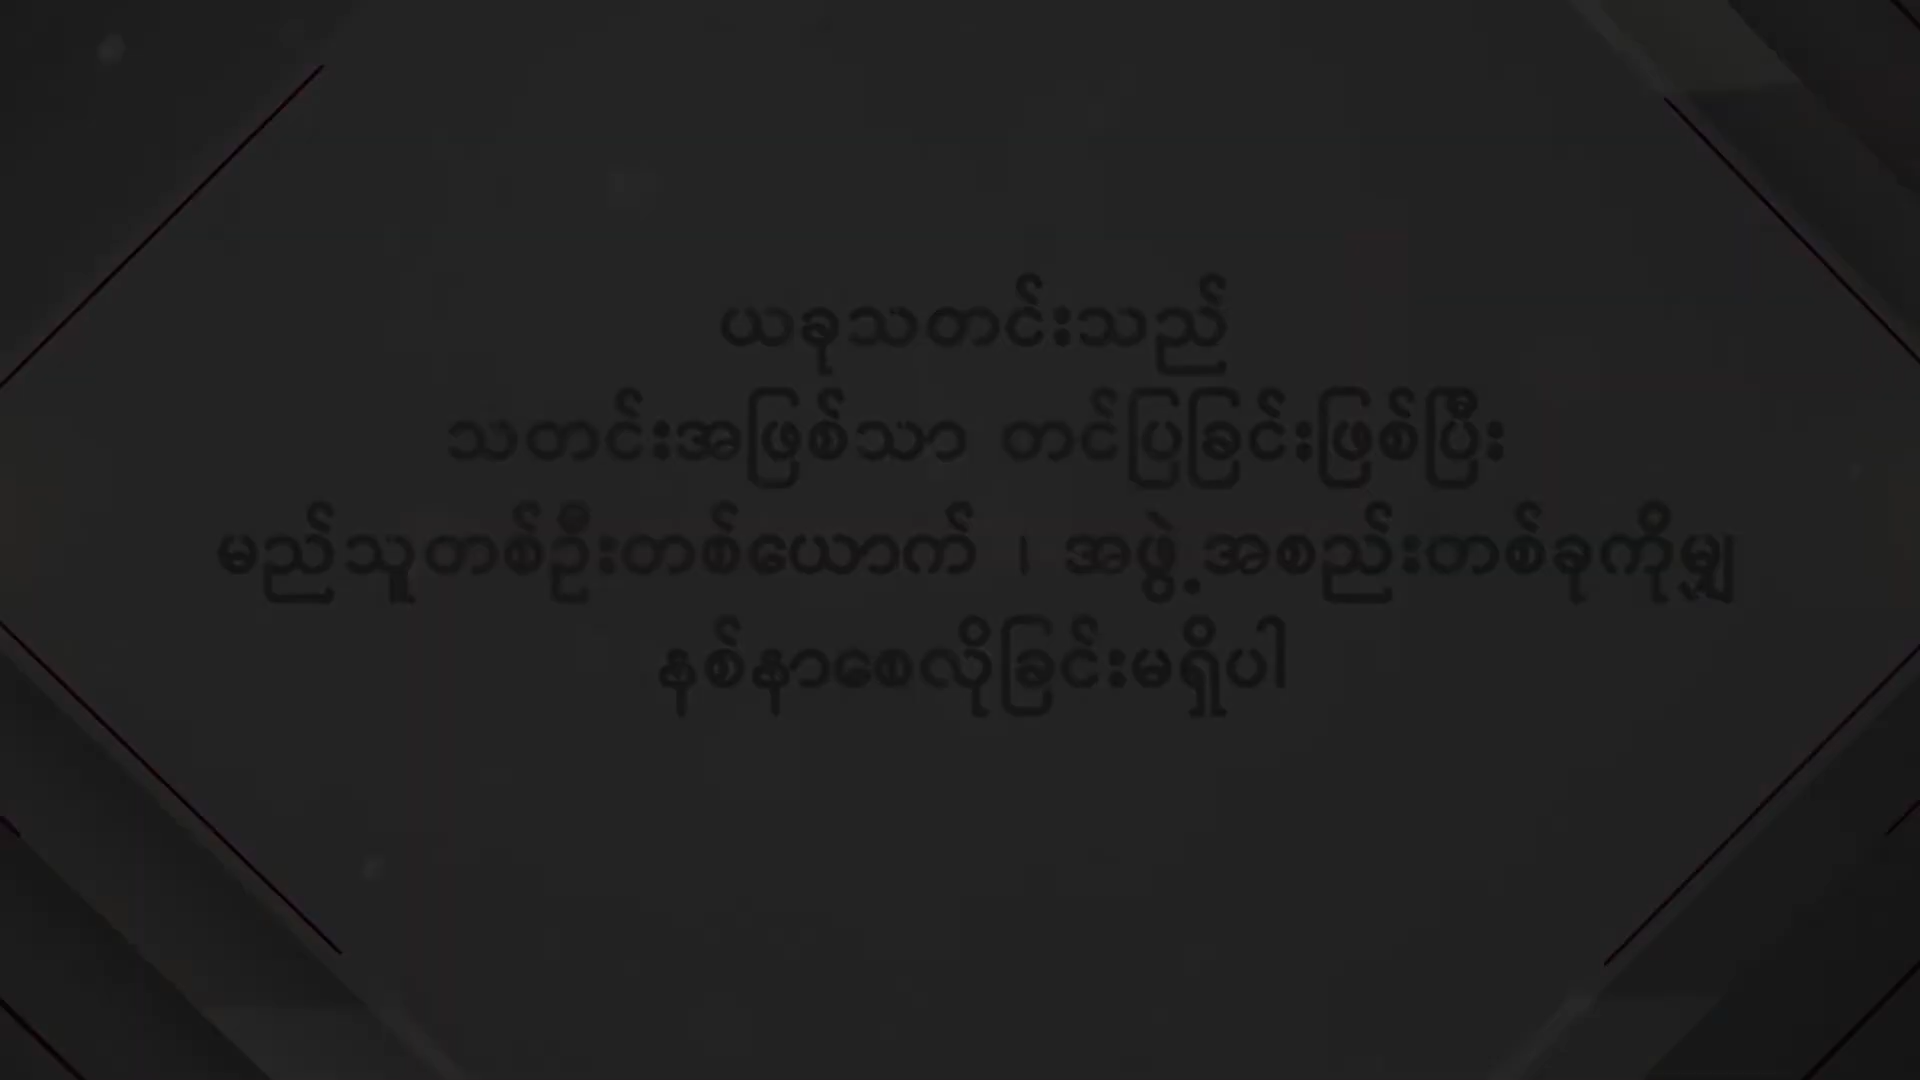 ယခုသတင်းသည်
သတင်းအဖြစ်သာ တင်ပြခြင်းဖြစ်ပြီး
မည်သူတစ်ဦးတစ်ယောက် ၊ အဖွဲ့အစည်းတစ်ခုကိုမျှ
နစ်နာစေလိုခြင်းမရှိပါ